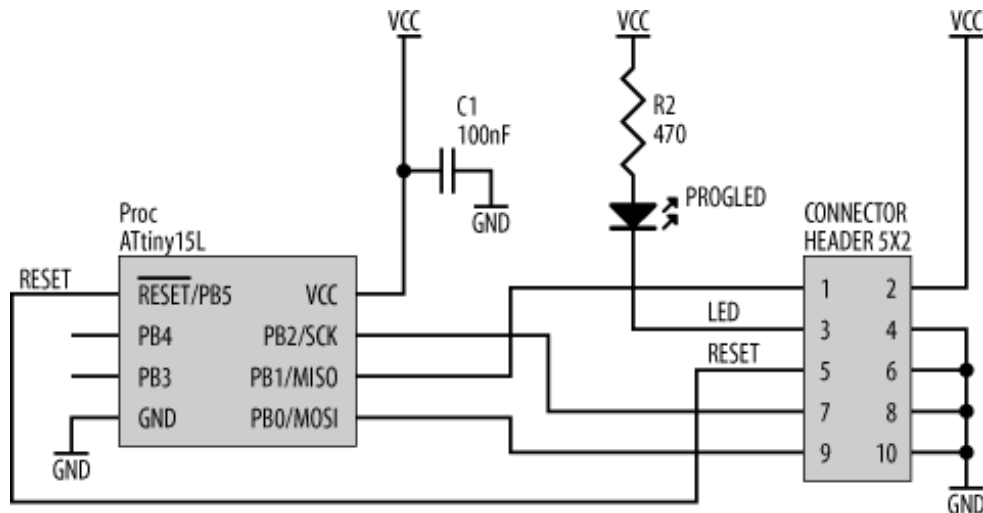 VCC
VCC
VCC
C1
100nF
GND
R2
470
PROGLED
Proc
ATtiny15L
CONNECTOR
HEADER 5X2
RESET
RESET/PB5
VCC
PB4
PB2/SCK
PB3
PB1/MISO
GND
PB0/MOSI
GND
LED
RESET
1
2
3
4
5
6
7
8
9
10
GND